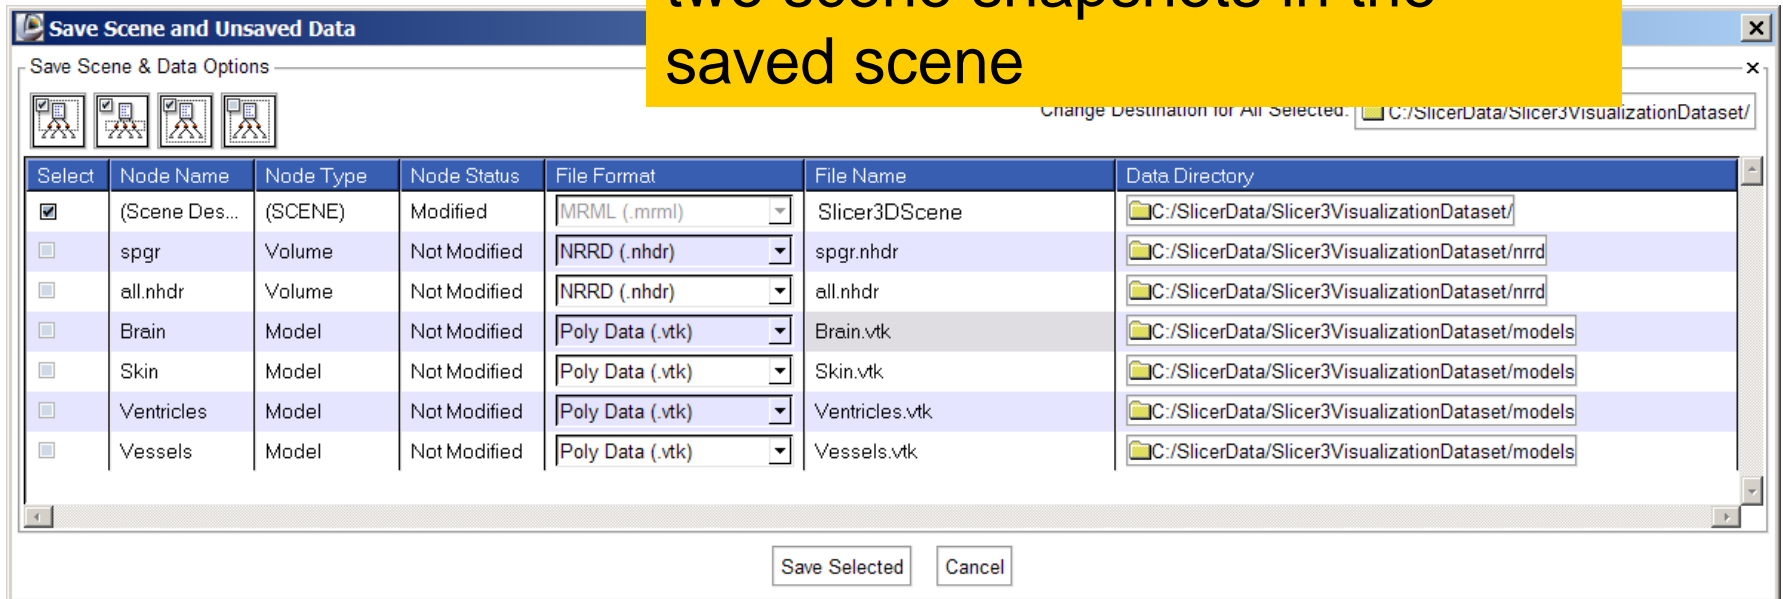 two scene snapshots in the
saved scene
Save Scene and Unsaved Data
Save Scene & Data Options
Change Destination for All Selected: C:/SlicerData/Slicer3VisualizationDataset/
Select Node Name Node Type Node Status File Format File Name Data Directory
(Scene Des... (SCENE) Modified MRML (.mrml) Slicer3DScene C:/SlicerData/Slicer3VisualizationDataset/
spgr Volume Not Modified NRRD (.nhdr) spgr.nhdr C:/SlicerData/Slicer3VisualizationDataset/nrrd
all.nhdr Volume Not Modified NRRD (.nhdr) all.nhdr C:/SlicerData/Slicer3VisualizationDataset/nrrd
Brain Model Not Modified Poly Data (.vtk) Brain.vtk C:/SlicerData/Slicer3VisualizationDataset/models
Skin Model Not Modified Poly Data (.vtk) Skin.vtk C:/SlicerData/Slicer3VisualizationDataset/models
Ventricles Model Not Modified Poly Data (.vtk) Ventricles.vtk C:/SlicerData/Slicer3VisualizationDataset/models
Vessels Model Not Modified Poly Data (.vtk) Vessels.vtk C:/SlicerData/Slicer3VisualizationDataset/models
Save Selected Cancel